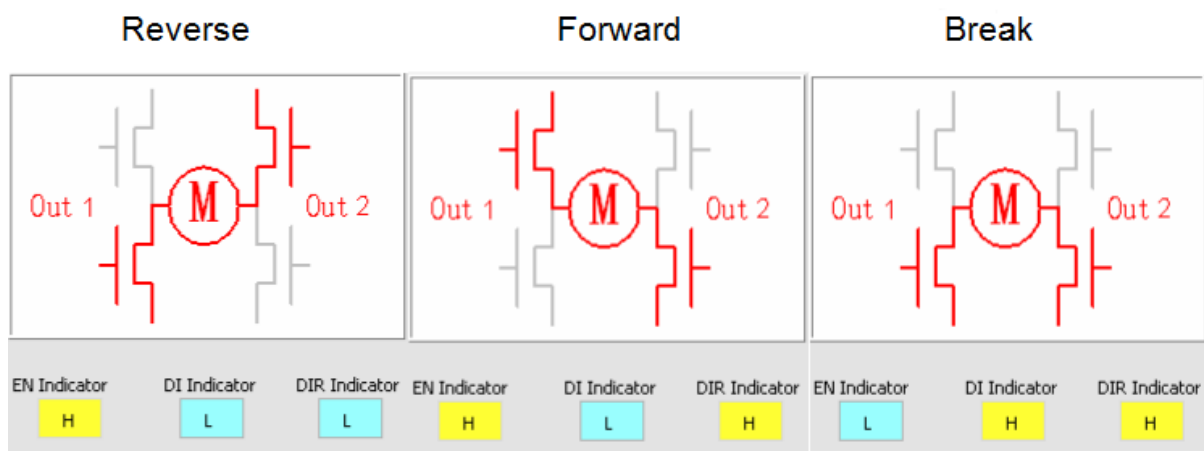 Reverse
Forward
Break
Out 1
M
Out 2
Out 1
M
Out 2
Out 1
M
Out 2
EN Indicator
DI Indicator
DIR Indicator
H
L
L
EN Indicator
DI Indicator
DIR Indicator
H
L
H
EN Indicator
DI Indicator
DIR Indicator
L
H
H